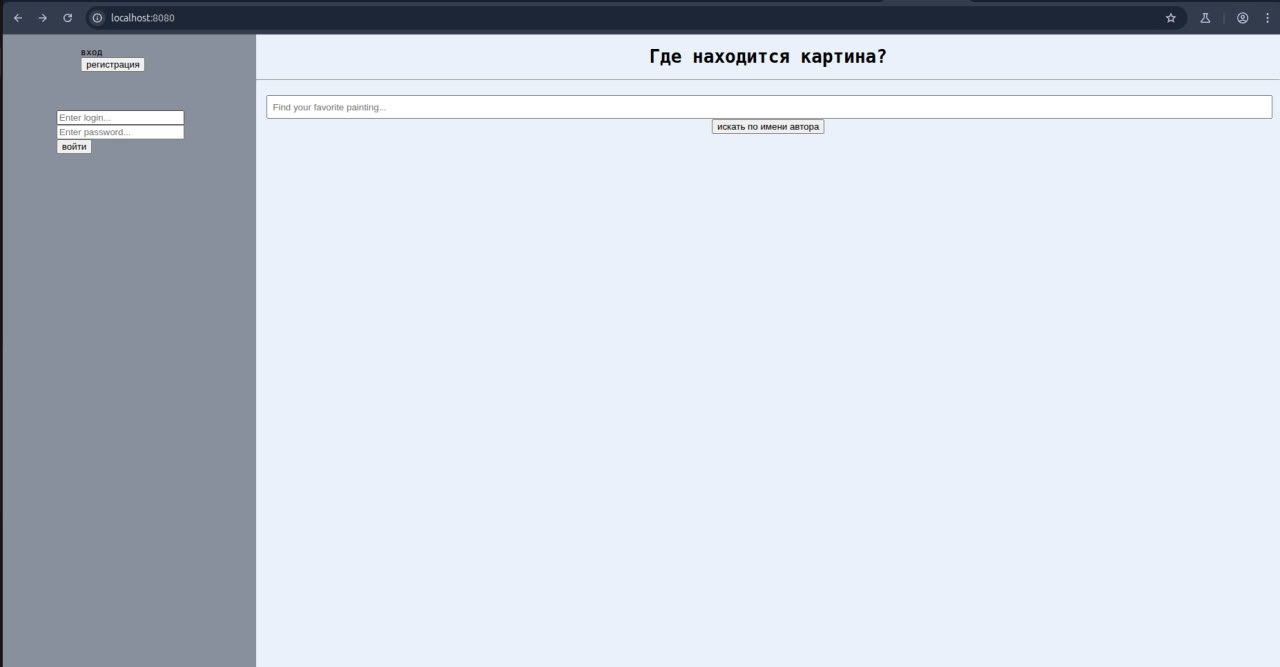 localhost:8080
вход
регистрация
Enter login...
Enter password...
войти
Где находится картина?
Find your favorite painting...
искать по имени автора